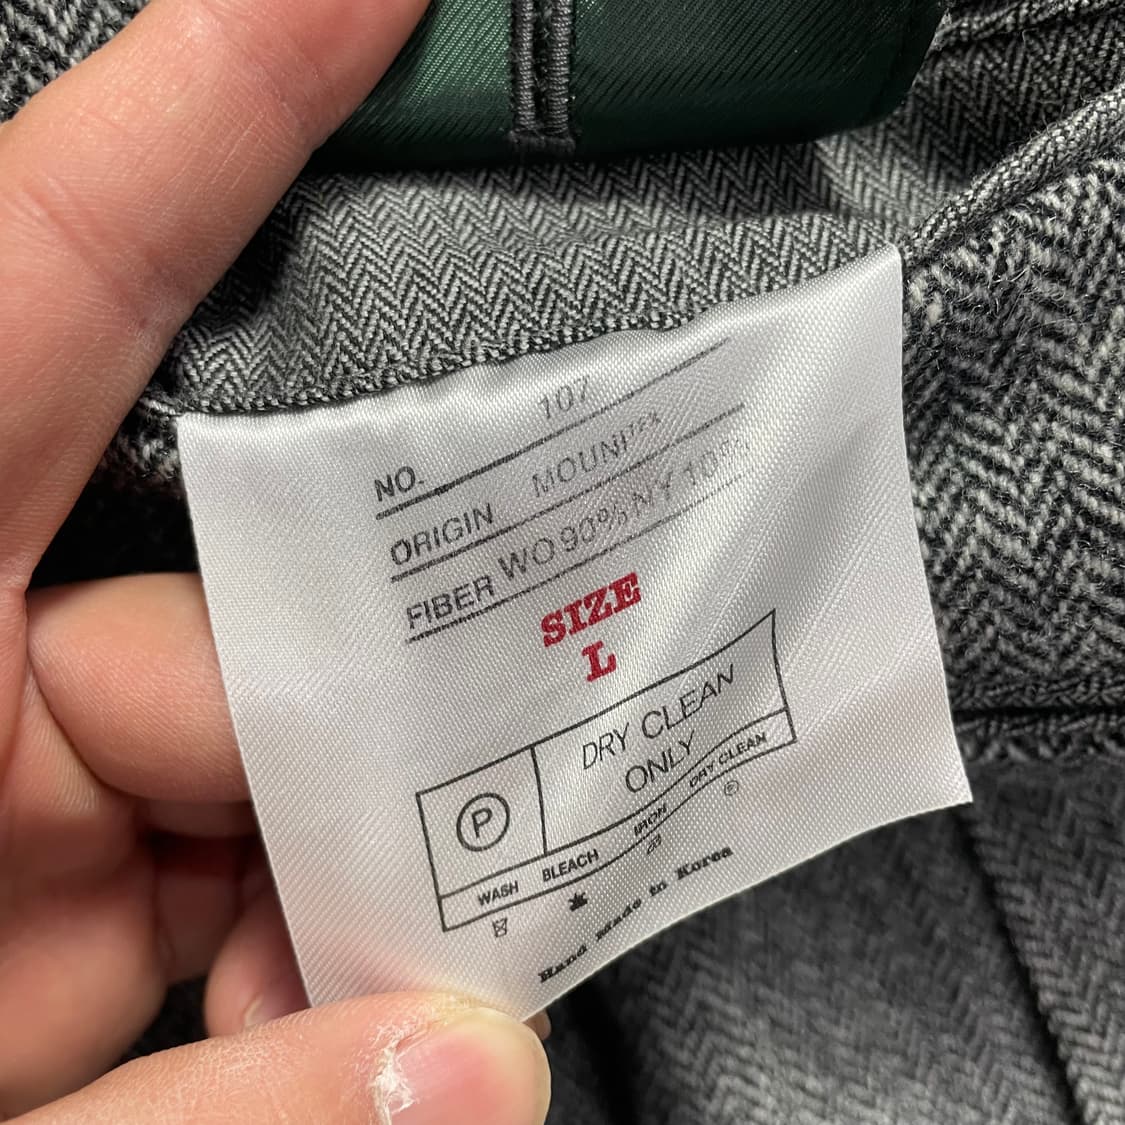 NO. 107
ORIGIN
FIBER WO 90% NY 10%
SIZE
L
P
DRY CLEAN
ONLY
WASH BLEACH IRON DRY CLEAN
P
Hand Made in Korea